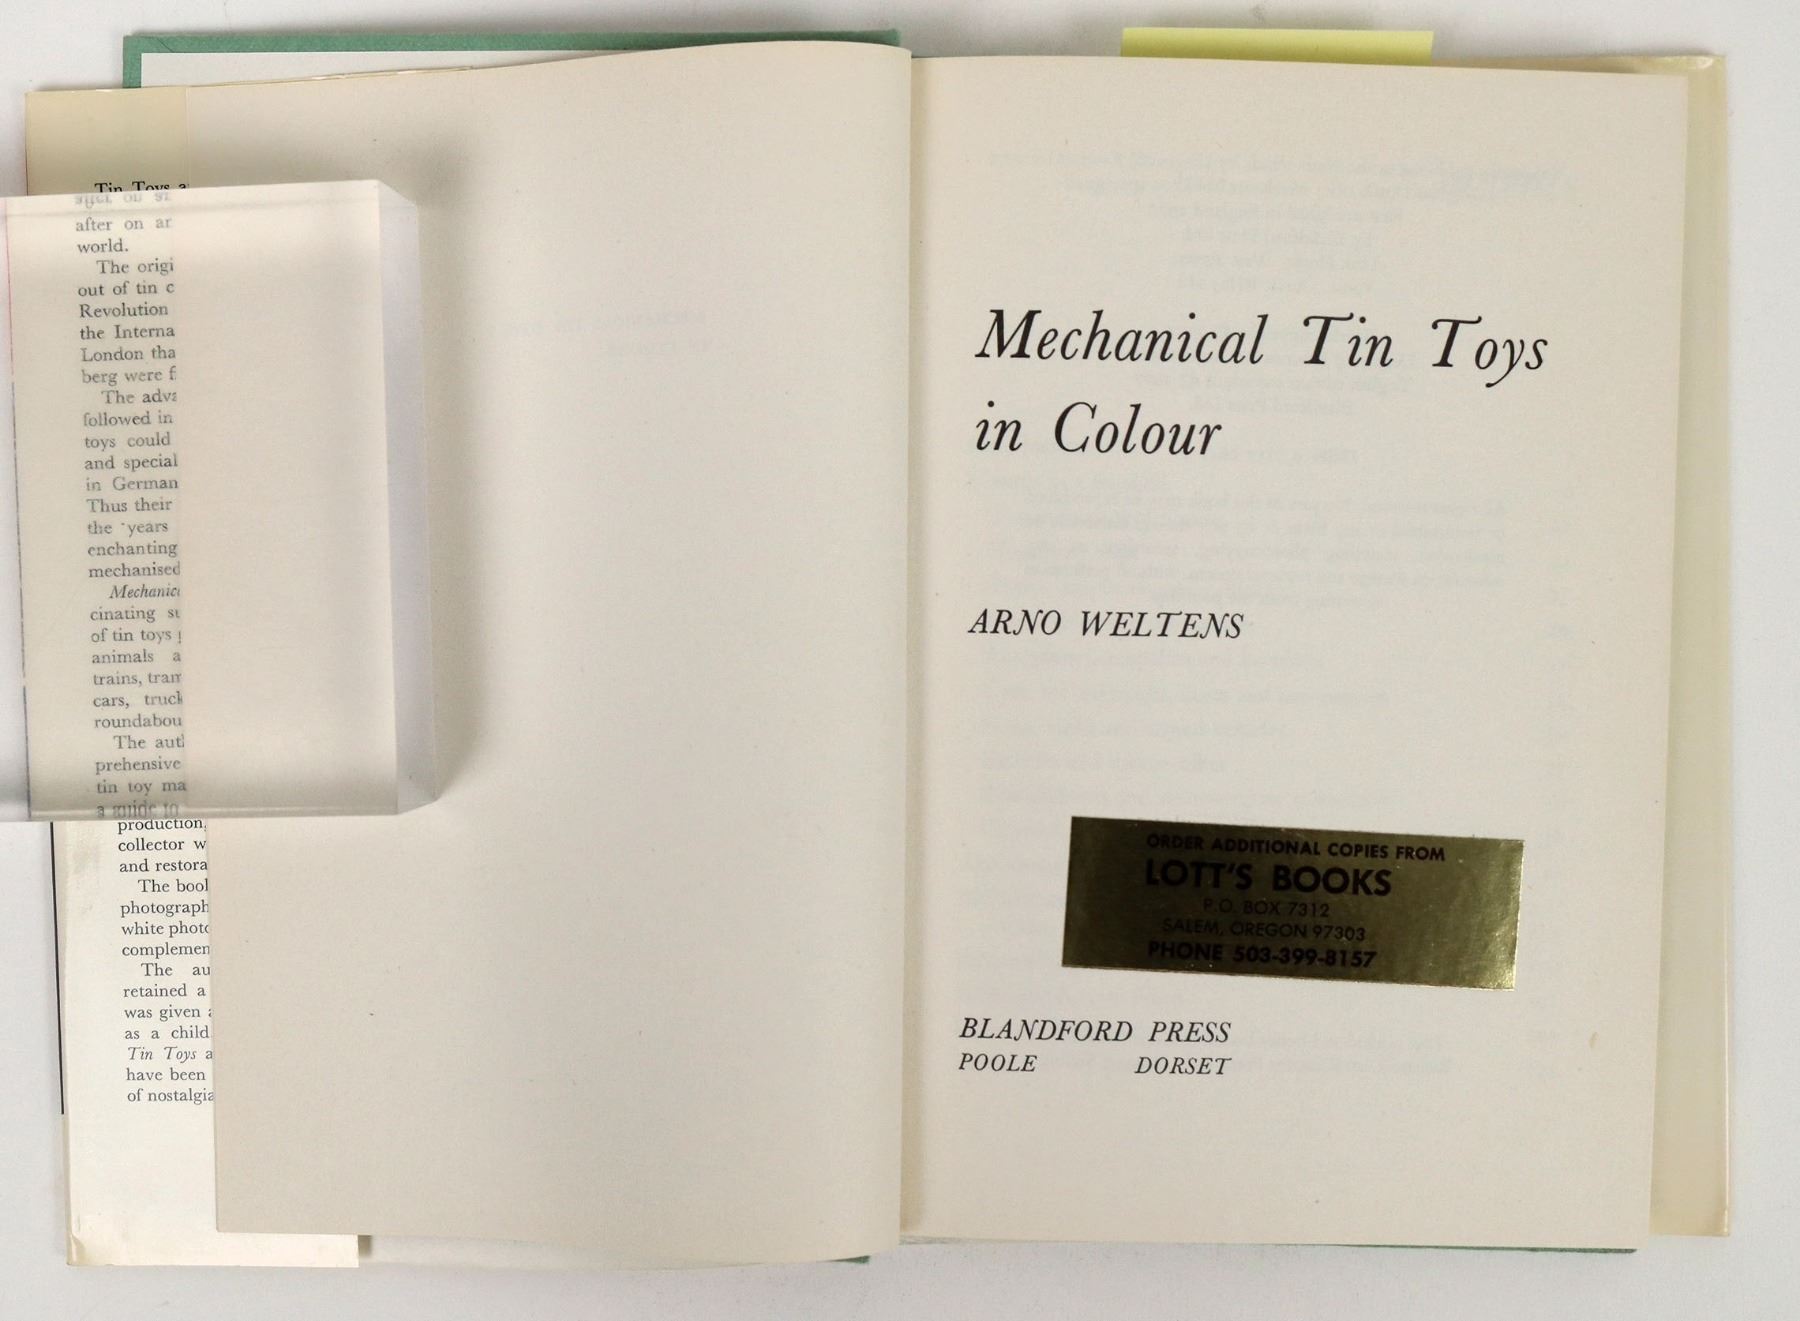 Tin Toys a
after on ar
world.
The origi
out of tin c
Revolution
the Interna
London tha
berg were f
The adva
followed in
toys could
and special
in German
Thus their
the years
enchanting
mechanised
Mechanic
cinating su
of tin toys
animals a
trains, tram
cars, truck
roundabou
The auth
prehensive
tin toy ma
a guide to
production,
collector w
and restora
The bool
photograph
white photo
complemen
The au
retained a
was given a
as a child
Tin Toys a
have been
of nostalgia
Mechanical Tin Toys
in Colour
ARNO WELTENS
ORDER ADDITIONAL COPIES FROM
LOTT'S BOOKS
P.O. BOX 7312
SALEM, OREGON 97303
PHONE 503-399-8157
BLANDFORD PRESS
POOLE DORSET